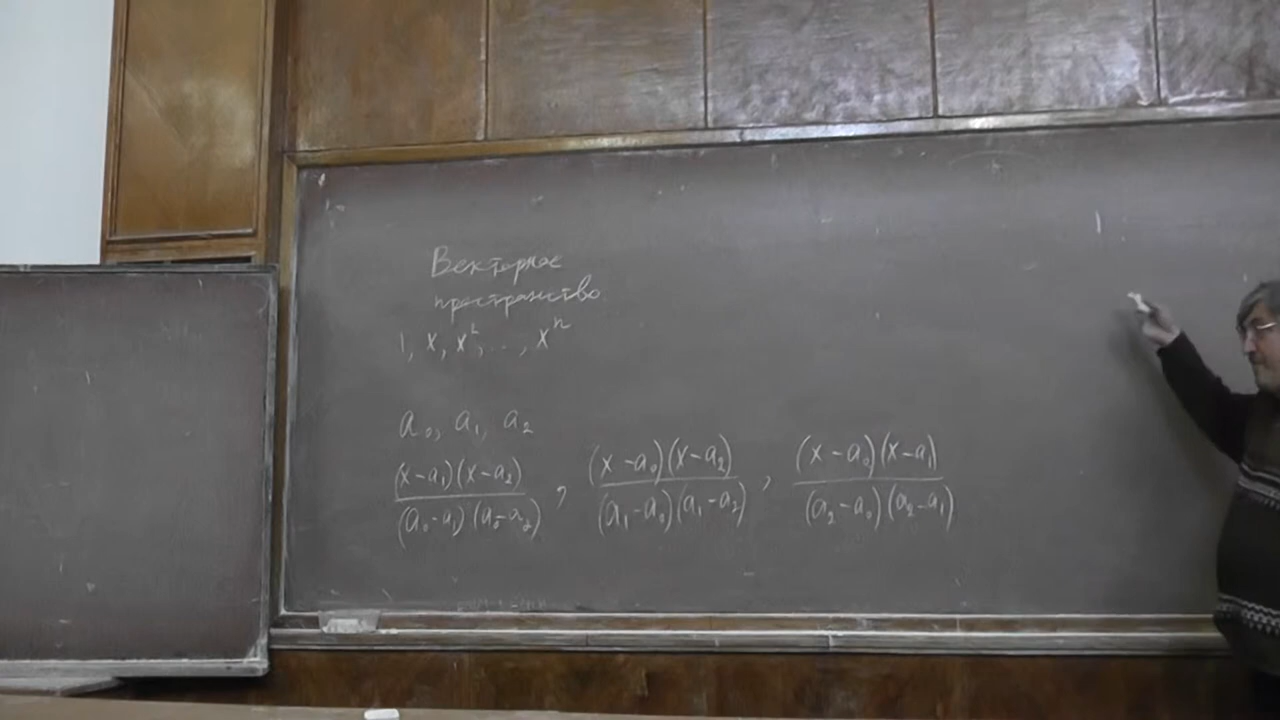 Векторное
пространство
1, x, x², ..., xⁿ
a₀, a₁, a₂
(x-a₁)(x-a₂) / (a₀-a₁)(a₀-a₂) , (x-a₀)(x-a₂) / (a₁-a₀)(a₁-a₂) , (x-a₀)(x-a₁) / (a₂-a₀)(a₂-a₁)